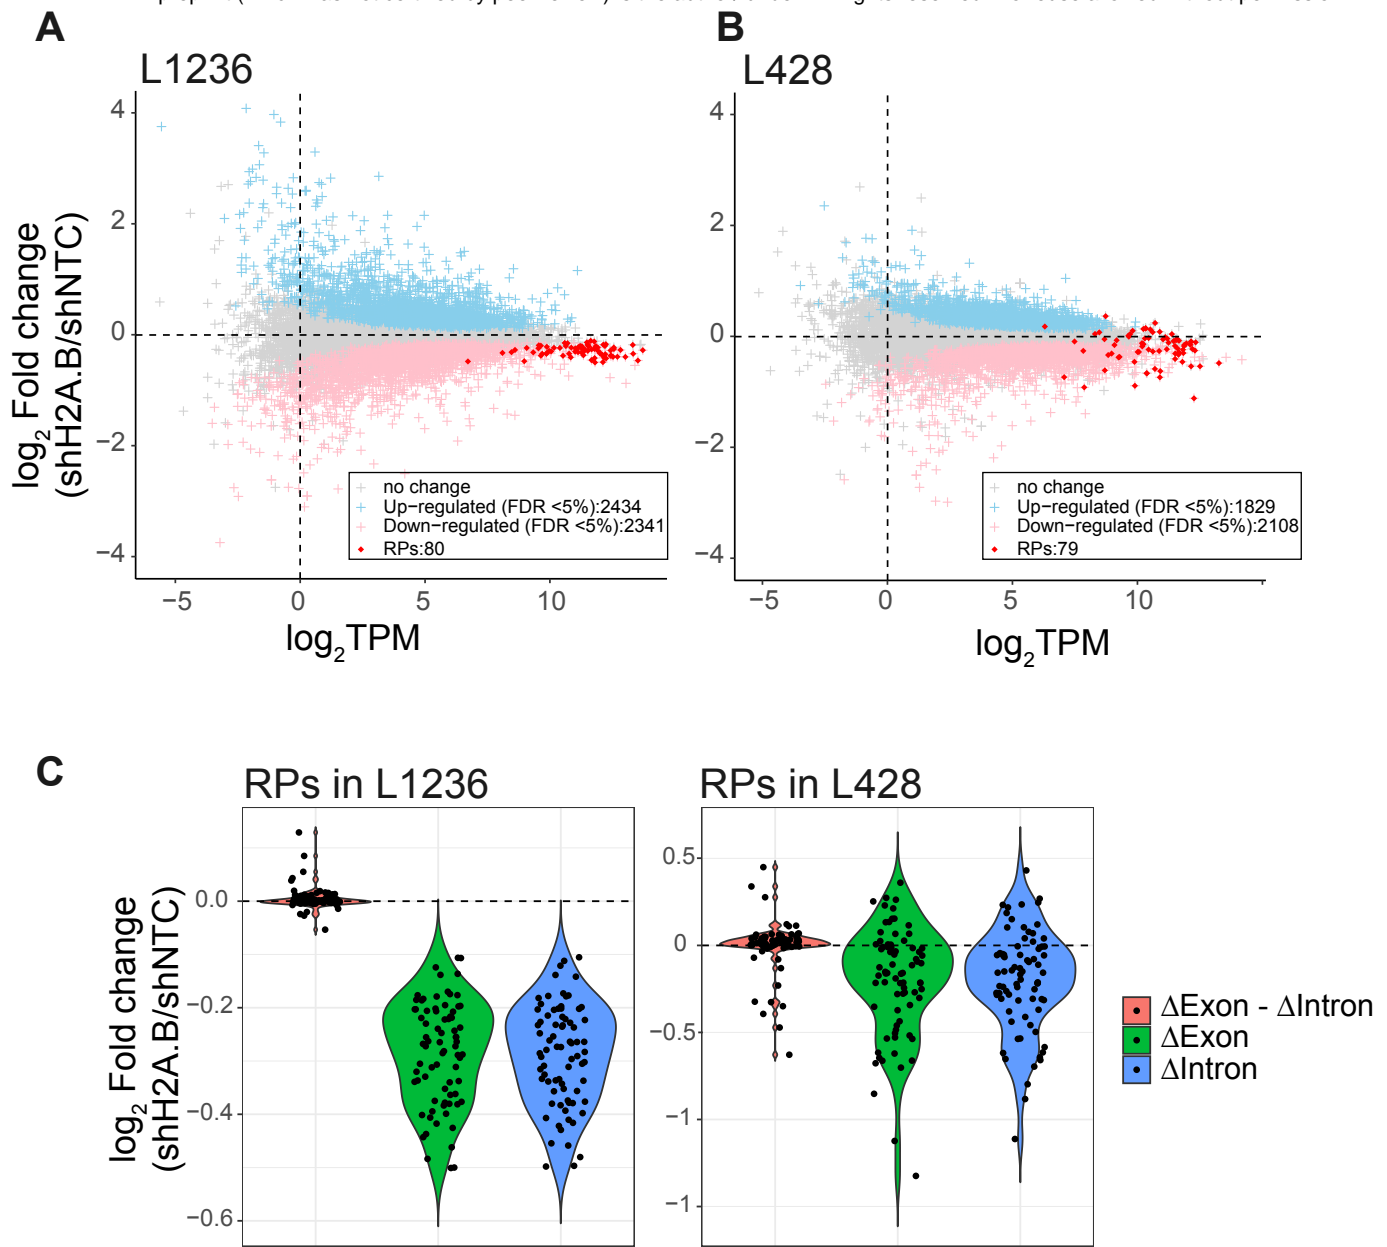 A
B
L1236
L428
log2 Fold change
(shH2A.B/shNTC)
4
2
0
−2
−4
−5
0
5
10
log2TPM
no change
Up−regulated (FDR <5%):2434
Down−regulated (FDR <5%):2341
RPs:80
4
2
0
−2
−4
−5
0
5
10
log2TPM
no change
Up−regulated (FDR <5%):1829
Down−regulated (FDR <5%):2108
RPs:79
C
RPs in L1236
RPs in L428
log2 Fold change
(shH2A.B/shNTC)
0.0
−0.2
−0.4
−0.6
0.5
0
−0.5
−1
−1
ΔExon - ΔIntron
ΔExon
ΔIntron